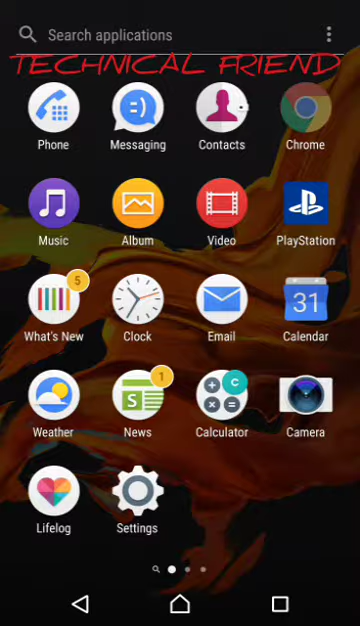 Search applications
TECHNICAL FRIEND
Phone Messaging Contacts Chrome
Music Album Video PlayStation
5
31
What's New Clock Email Calendar
1
S
C
Weather News Calculator Camera
Lifelog Settings